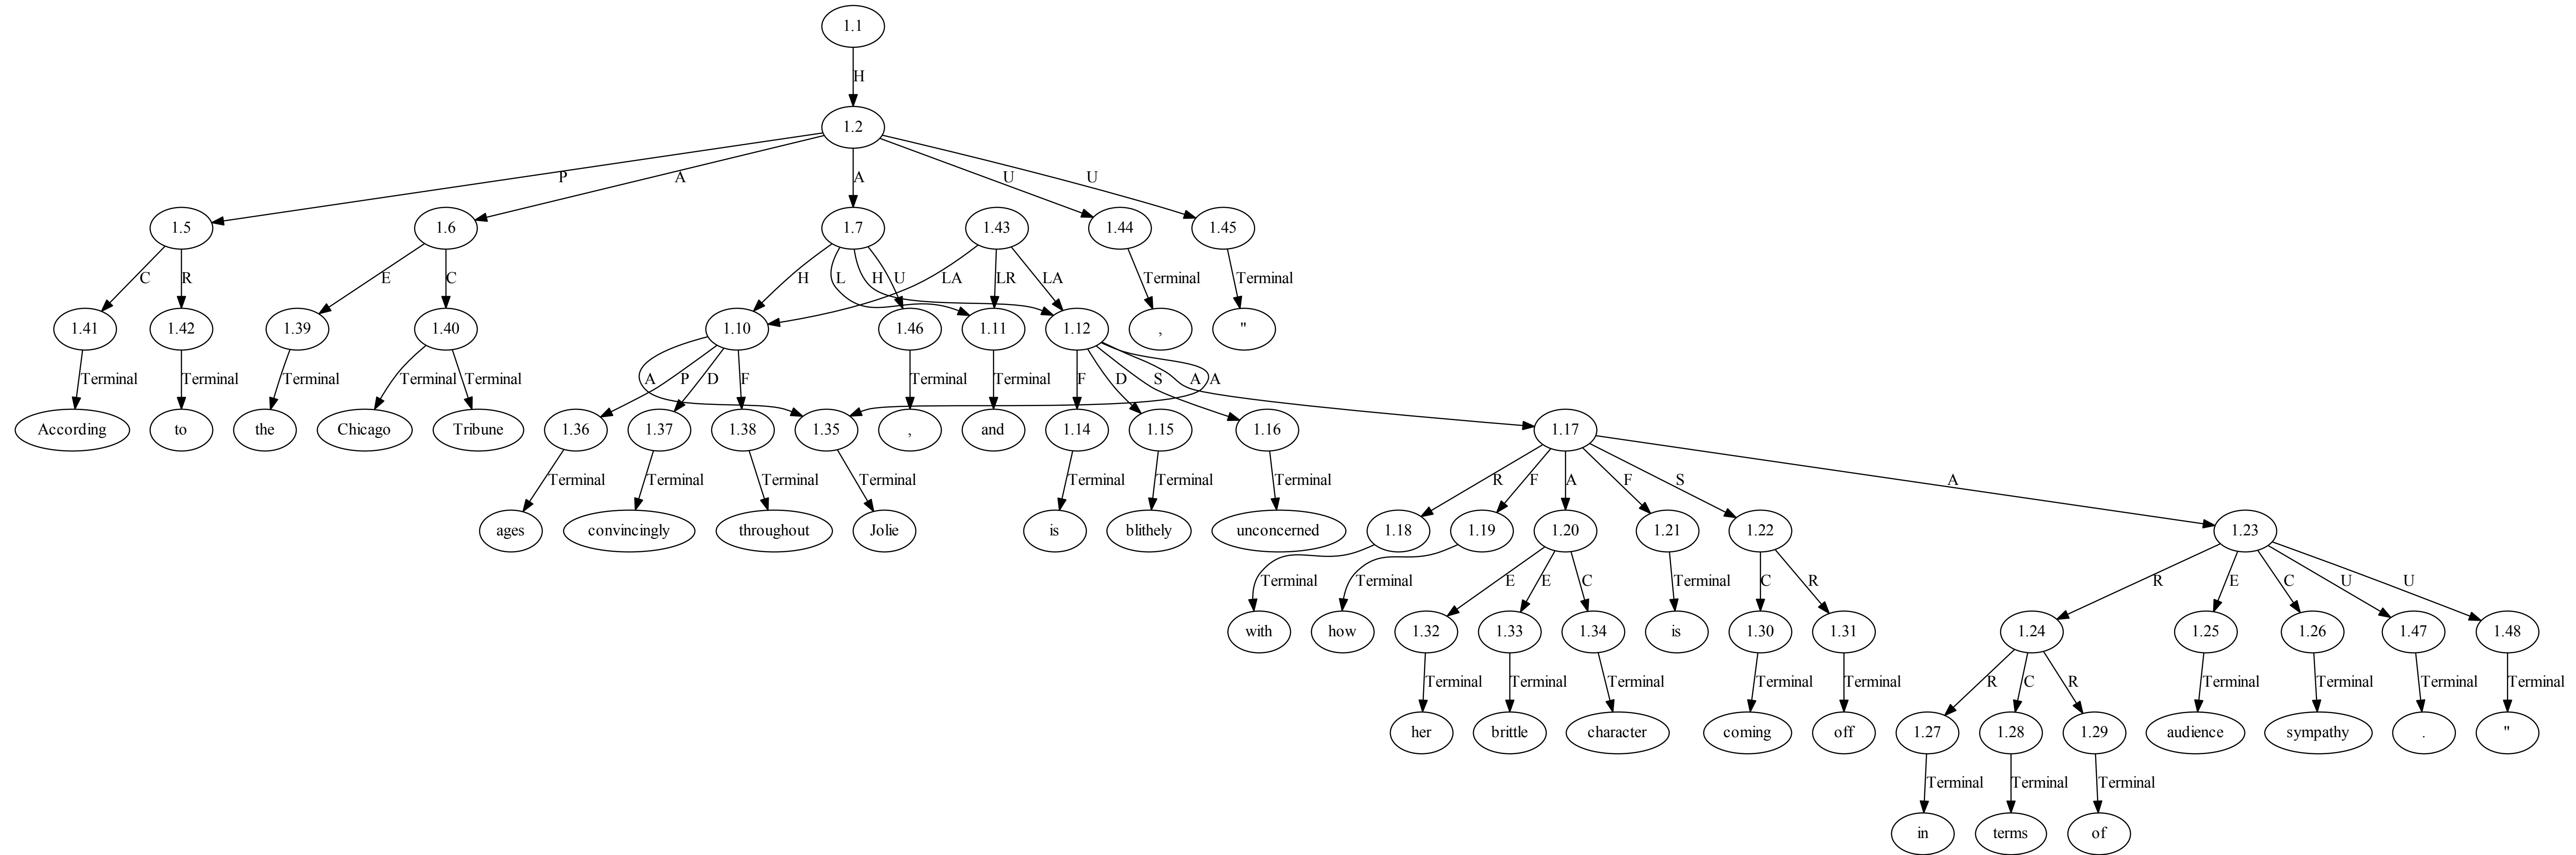 1.1
H
1.2
P A A U U
1.5 1.6 1.7 1.43 1.44 1.45
C R E C H L H U LA LR LA Terminal Terminal
1.41 1.42 1.39 1.40 1.10 1.46 1.11 1.12 , "
Terminal Terminal Terminal Terminal Terminal A P D F Terminal Terminal F D S A A
According to the Chicago Tribune 1.36 1.37 1.38 1.35 , and 1.14 1.15 1.16 1.17
Terminal Terminal Terminal Terminal Terminal Terminal Terminal R F A F S A
ages convincingly throughout Jolie is blithely unconcerned 1.18 1.19 1.20 1.21 1.22 1.23
Terminal Terminal E E C Terminal C R R E C U U
with how 1.32 1.33 1.34 is 1.30 1.31 1.24 1.25 1.26 1.47 1.48
Terminal Terminal Terminal Terminal Terminal R C R Terminal Terminal Terminal Terminal
her brittle character coming off 1.27 1.28 1.29 audience sympathy . "
Terminal Terminal Terminal
in terms of